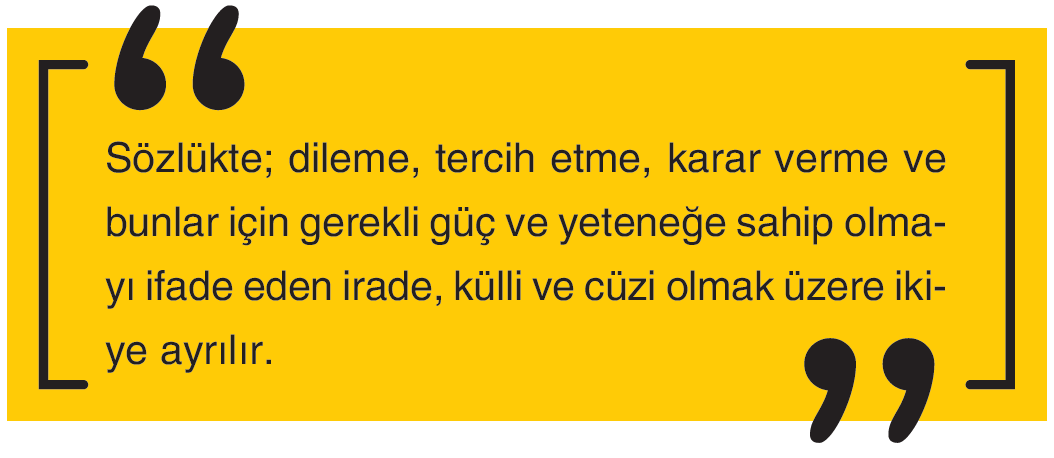 Sözlükte; dileme, tercih etme, karar verme ve
bunlar için gerekli güç ve yeteneğe sahip olma-
yı ifade eden irade, külli ve cüzi olmak üzere iki-
ye ayrılır.